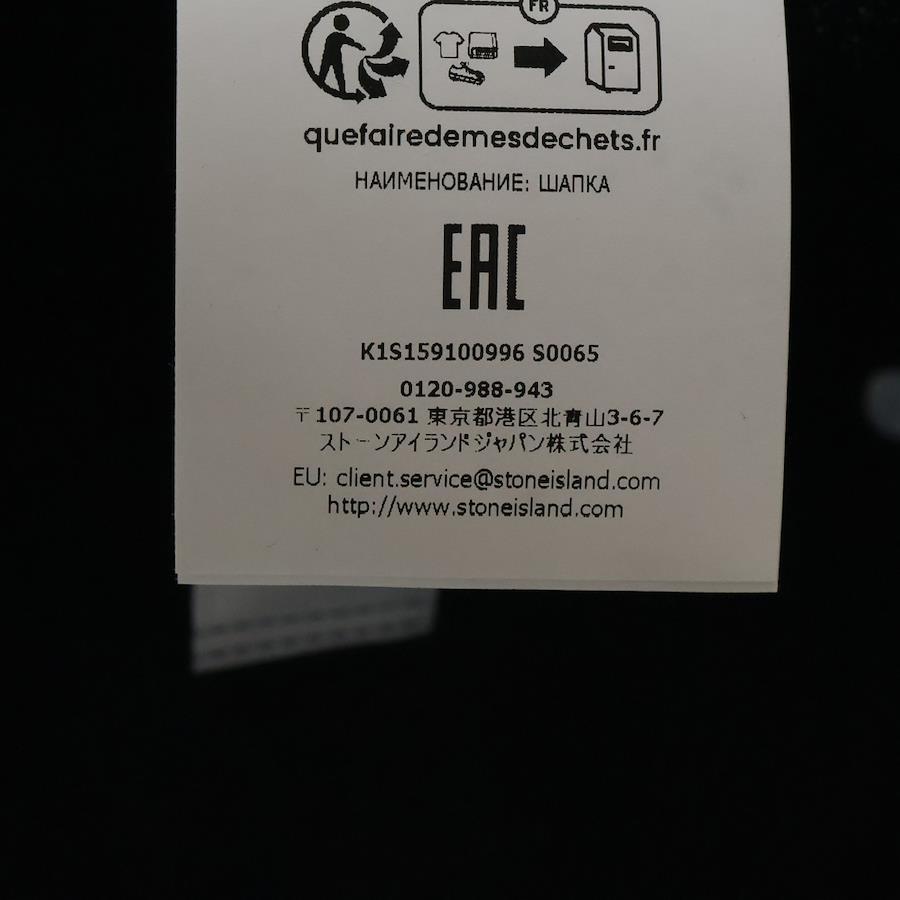 FR
quefairedemesdechets.fr
НАИМЕНОВАНИЕ: ШАПКА
EAC
K1S159100996 S0065
0120-988-943
〒107-0061 東京都港区北青山3-6-7
ストーンアイランドジャパン株式会社
EU: client.service@stoneisland.com
http://www.stoneisland.com